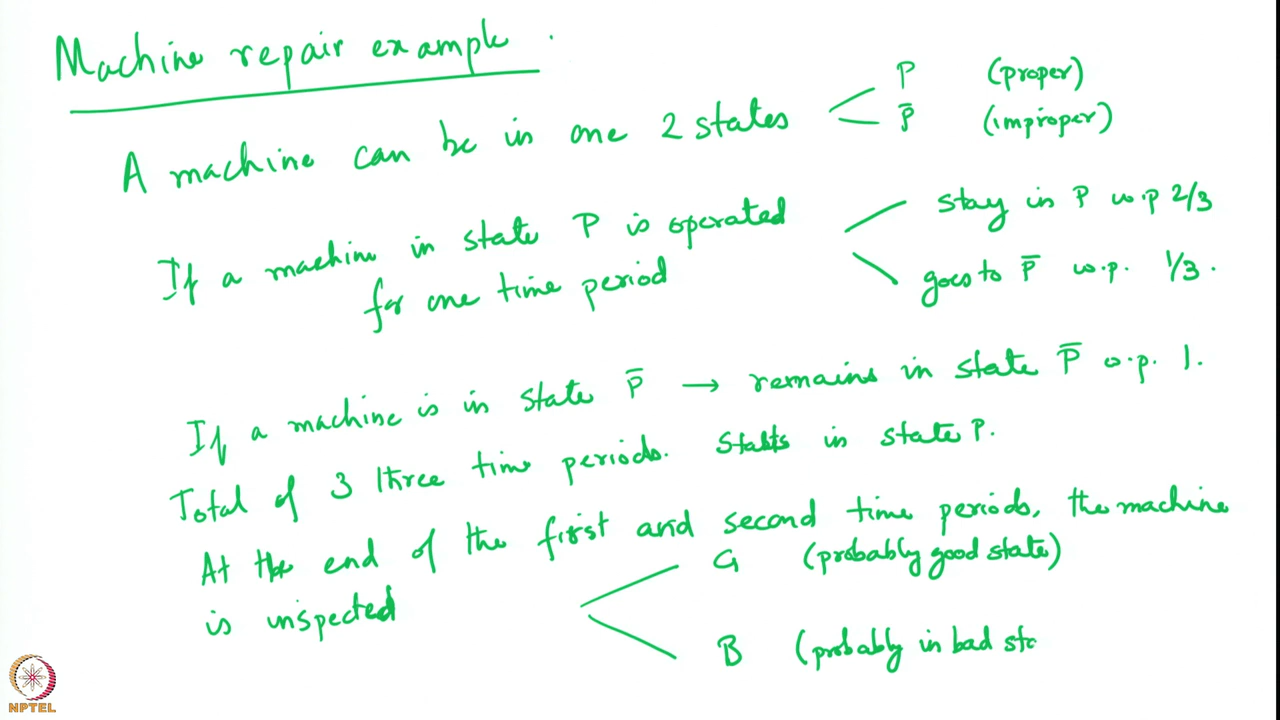 Machine repair example.
A machine can be in one 2 states
P (proper)
P̄ (improper)
If a machine in state P is operated
for one time period
stay in P w.p 2/3
goes to P̄ w.p. 1/3.
If a machine is in state P̄ → remains in state P̄ w.p. 1.
Total of 3 three time periods. Starts in state P.
At the end of the first and second time periods, the machine
is inspected
G (probably good state)
B (probably in bad sta
NPTEL